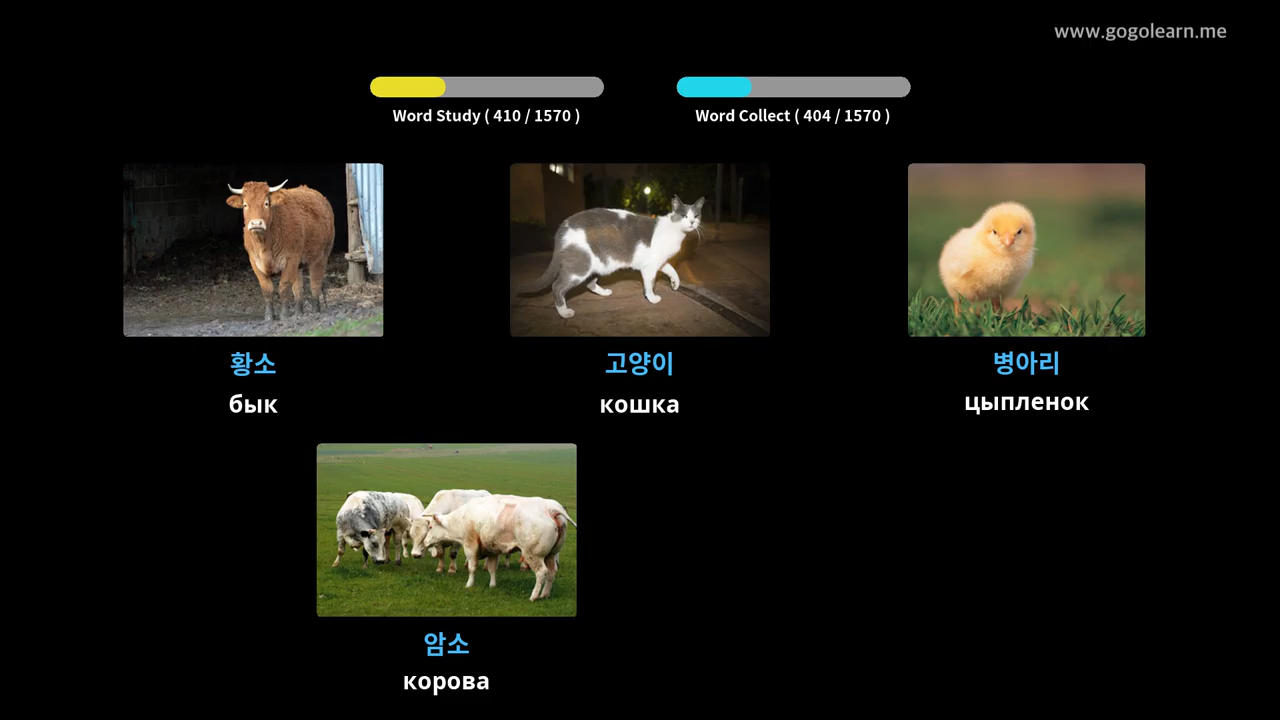 www.gogolearn.me
Word Study ( 410 / 1570 )
Word Collect ( 404 / 1570 )
황소
бык
고양이
кошка
병아리
цыпленок
암소
корова